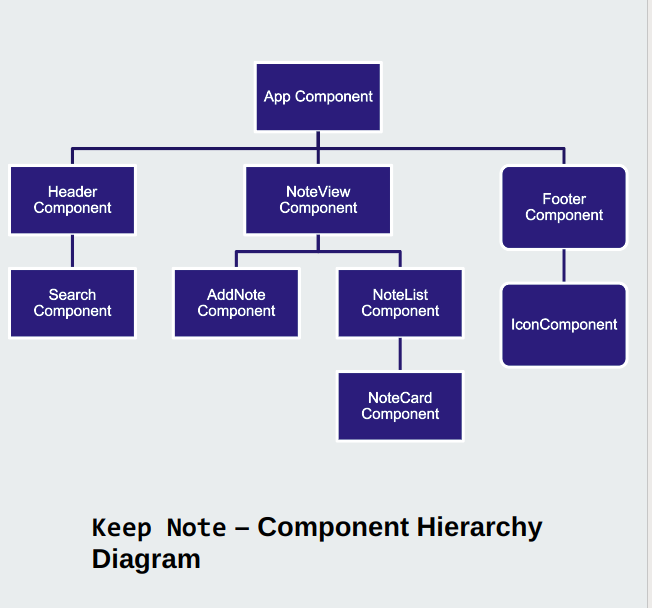 App Component
Header
Component
NoteView
Component
Footer
Component
Search
Component
AddNote
Component
NoteList
Component
IconComponent
NoteCard
Component
Keep Note – Component Hierarchy
Diagram